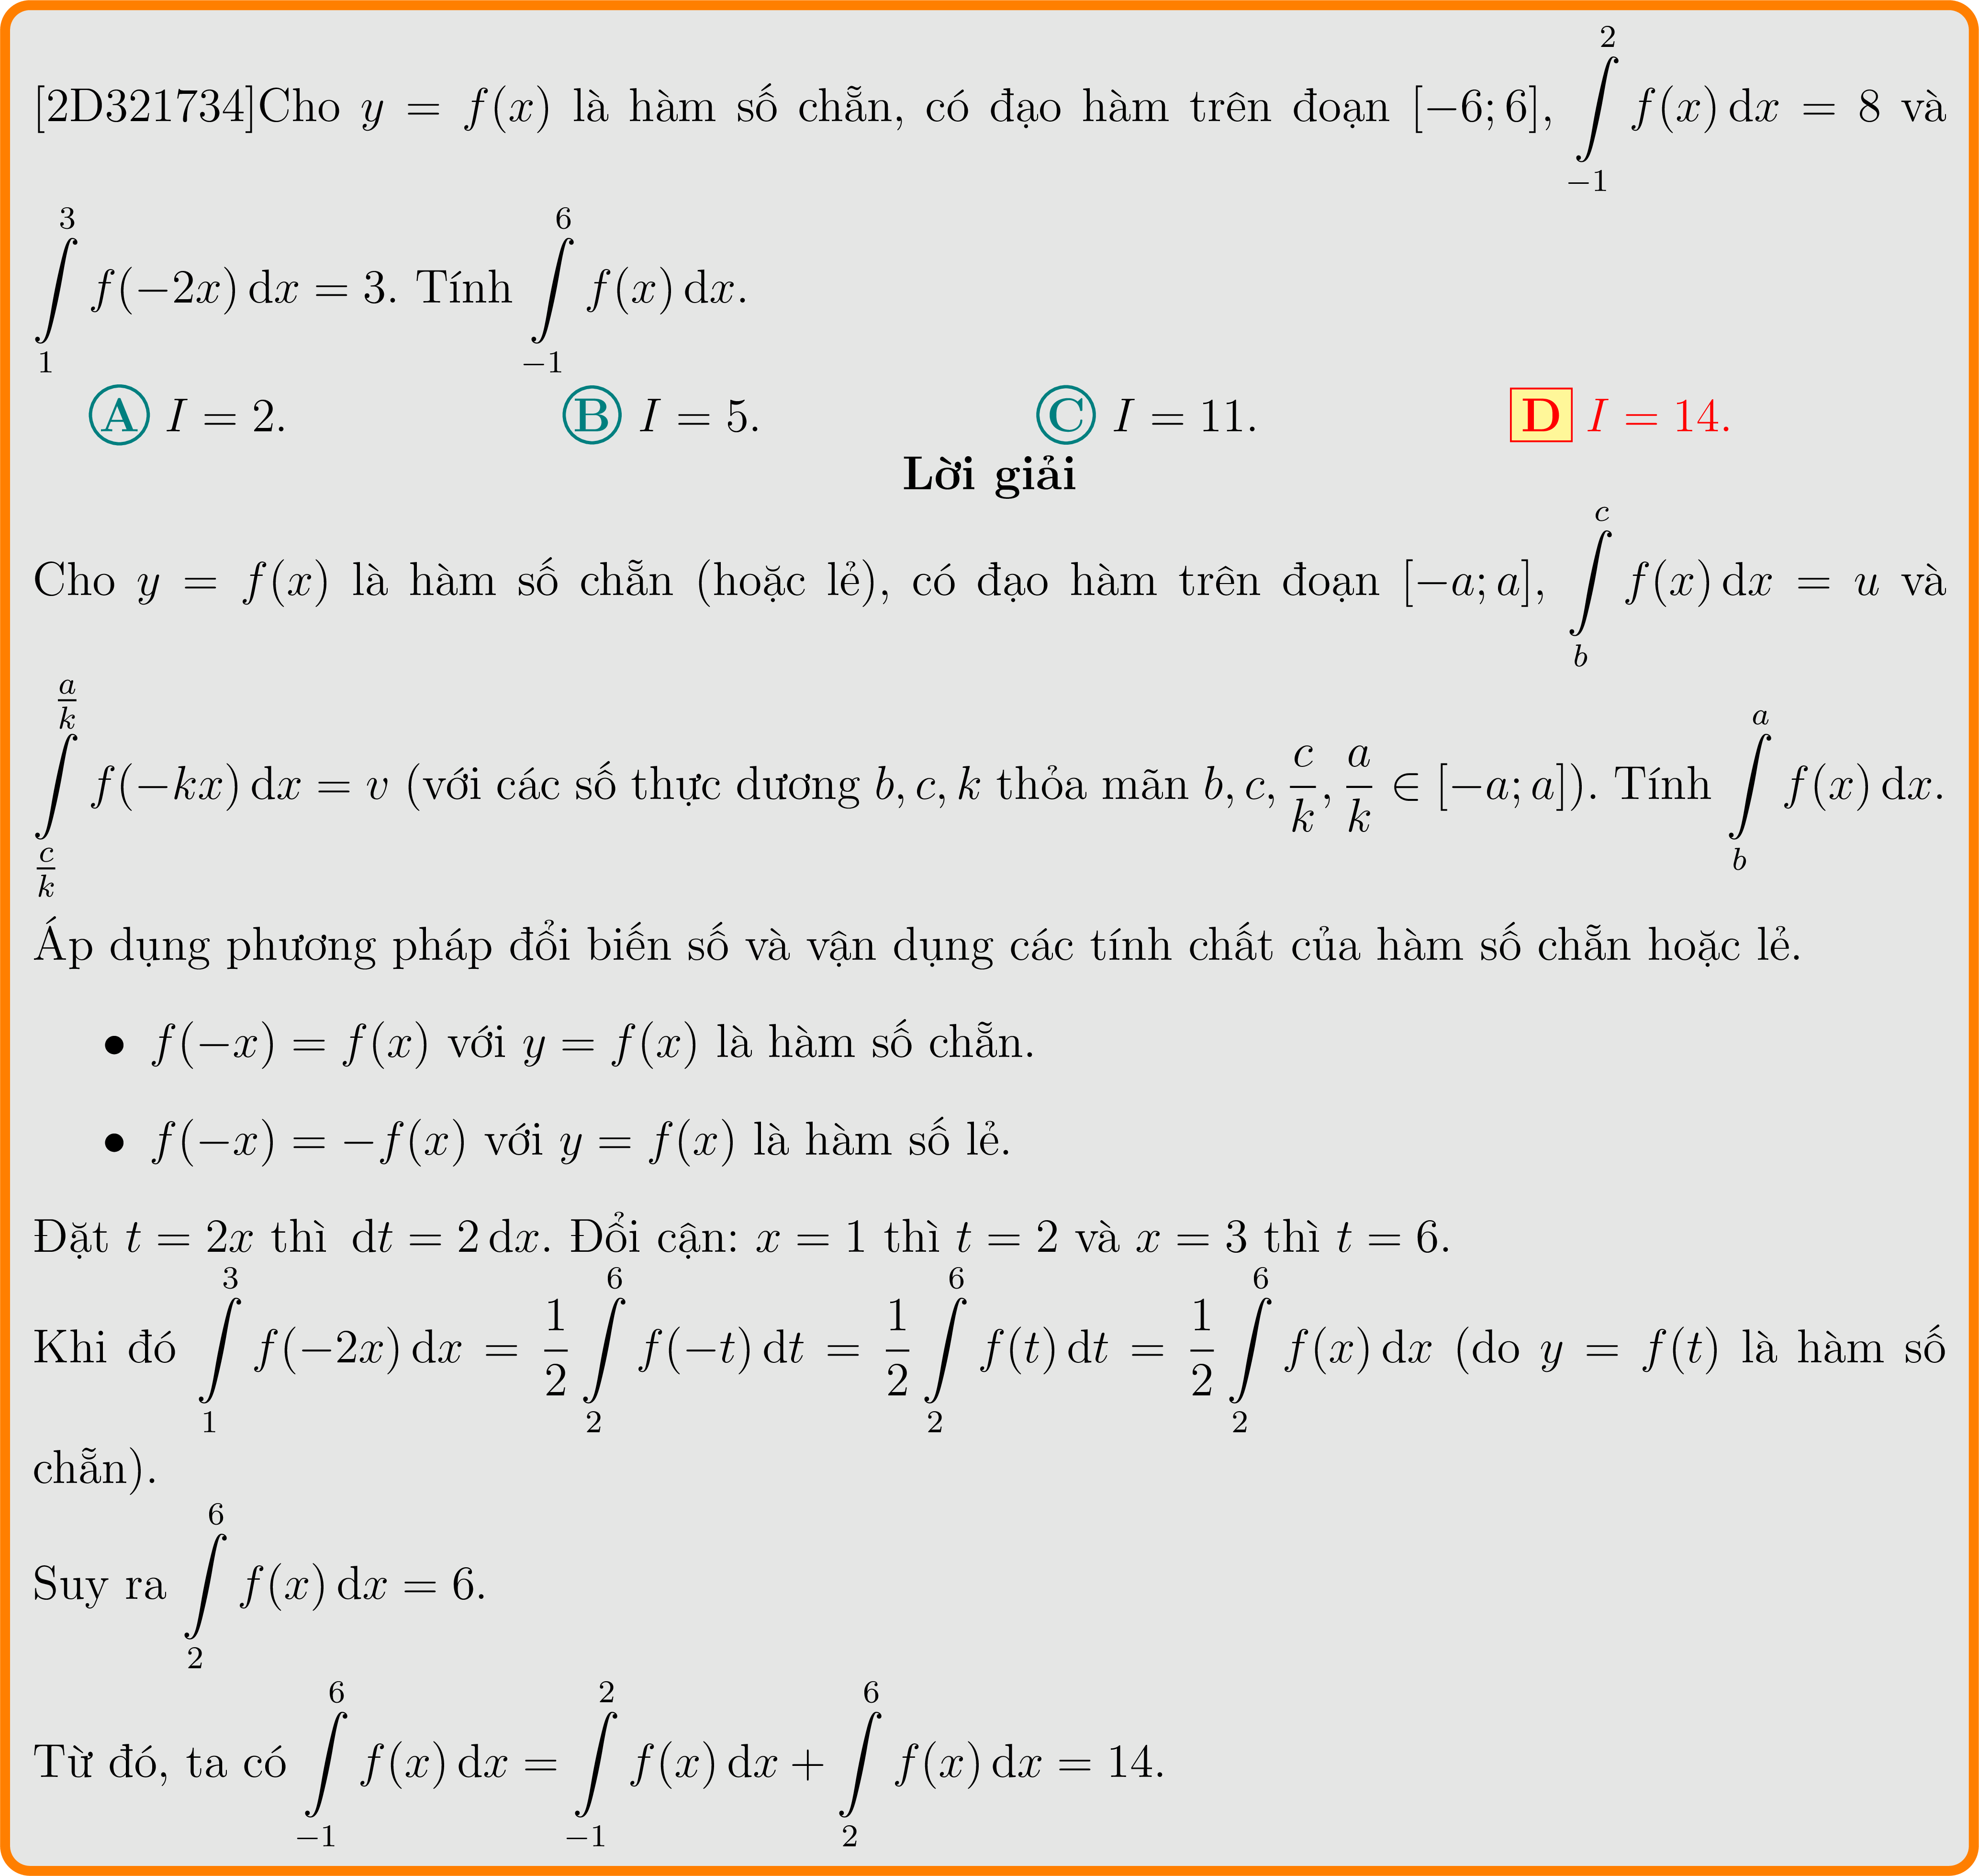 [2D321734]Cho $y = f(x)$ là hàm số chẵn, có đạo hàm trên đoạn $[-6; 6]$, $\int\limits_{-1}^{2} f(x)\,\mathrm{d}x = 8$ và
$\int\limits_{1}^{3} f(-2x)\,\mathrm{d}x = 3$. Tính $\int\limits_{-1}^{6} f(x)\,\mathrm{d}x$.
A $I = 2$. B $I = 5$. C $I = 11$. D $I = 14$.
Lời giải
Cho $y = f(x)$ là hàm số chẵn (hoặc lẻ), có đạo hàm trên đoạn $[-a; a]$, $\int\limits_{b}^{c} f(x)\,\mathrm{d}x = u$ và
$\int\limits_{\frac{c}{k}}^{\frac{a}{k}} f(-kx)\,\mathrm{d}x = v$ (với các số thực dương $b, c, k$ thỏa mãn $b, c, \frac{c}{k}, \frac{a}{k} \in [-a; a]$). Tính $\int\limits_{b}^{a} f(x)\,\mathrm{d}x$.
Áp dụng phương pháp đổi biến số và vận dụng các tính chất của hàm số chẵn hoặc lẻ.
• $f(-x) = f(x)$ với $y = f(x)$ là hàm số chẵn.
• $f(-x) = -f(x)$ với $y = f(x)$ là hàm số lẻ.
Đặt $t = 2x$ thì $\mathrm{d}t = 2\,\mathrm{d}x$. Đổi cận: $x = 1$ thì $t = 2$ và $x = 3$ thì $t = 6$.
Khi đó $\int\limits_{1}^{3} f(-2x)\,\mathrm{d}x = \frac{1}{2}\int\limits_{2}^{6} f(-t)\,\mathrm{d}t = \frac{1}{2}\int\limits_{2}^{6} f(t)\,\mathrm{d}t = \frac{1}{2}\int\limits_{2}^{6} f(x)\,\mathrm{d}x$ (do $y = f(t)$ là hàm số
chẵn).
Suy ra $\int\limits_{2}^{6} f(x)\,\mathrm{d}x = 6$.
Từ đó, ta có $\int\limits_{-1}^{6} f(x)\,\mathrm{d}x = \int\limits_{-1}^{2} f(x)\,\mathrm{d}x + \int\limits_{2}^{6} f(x)\,\mathrm{d}x = 14$.